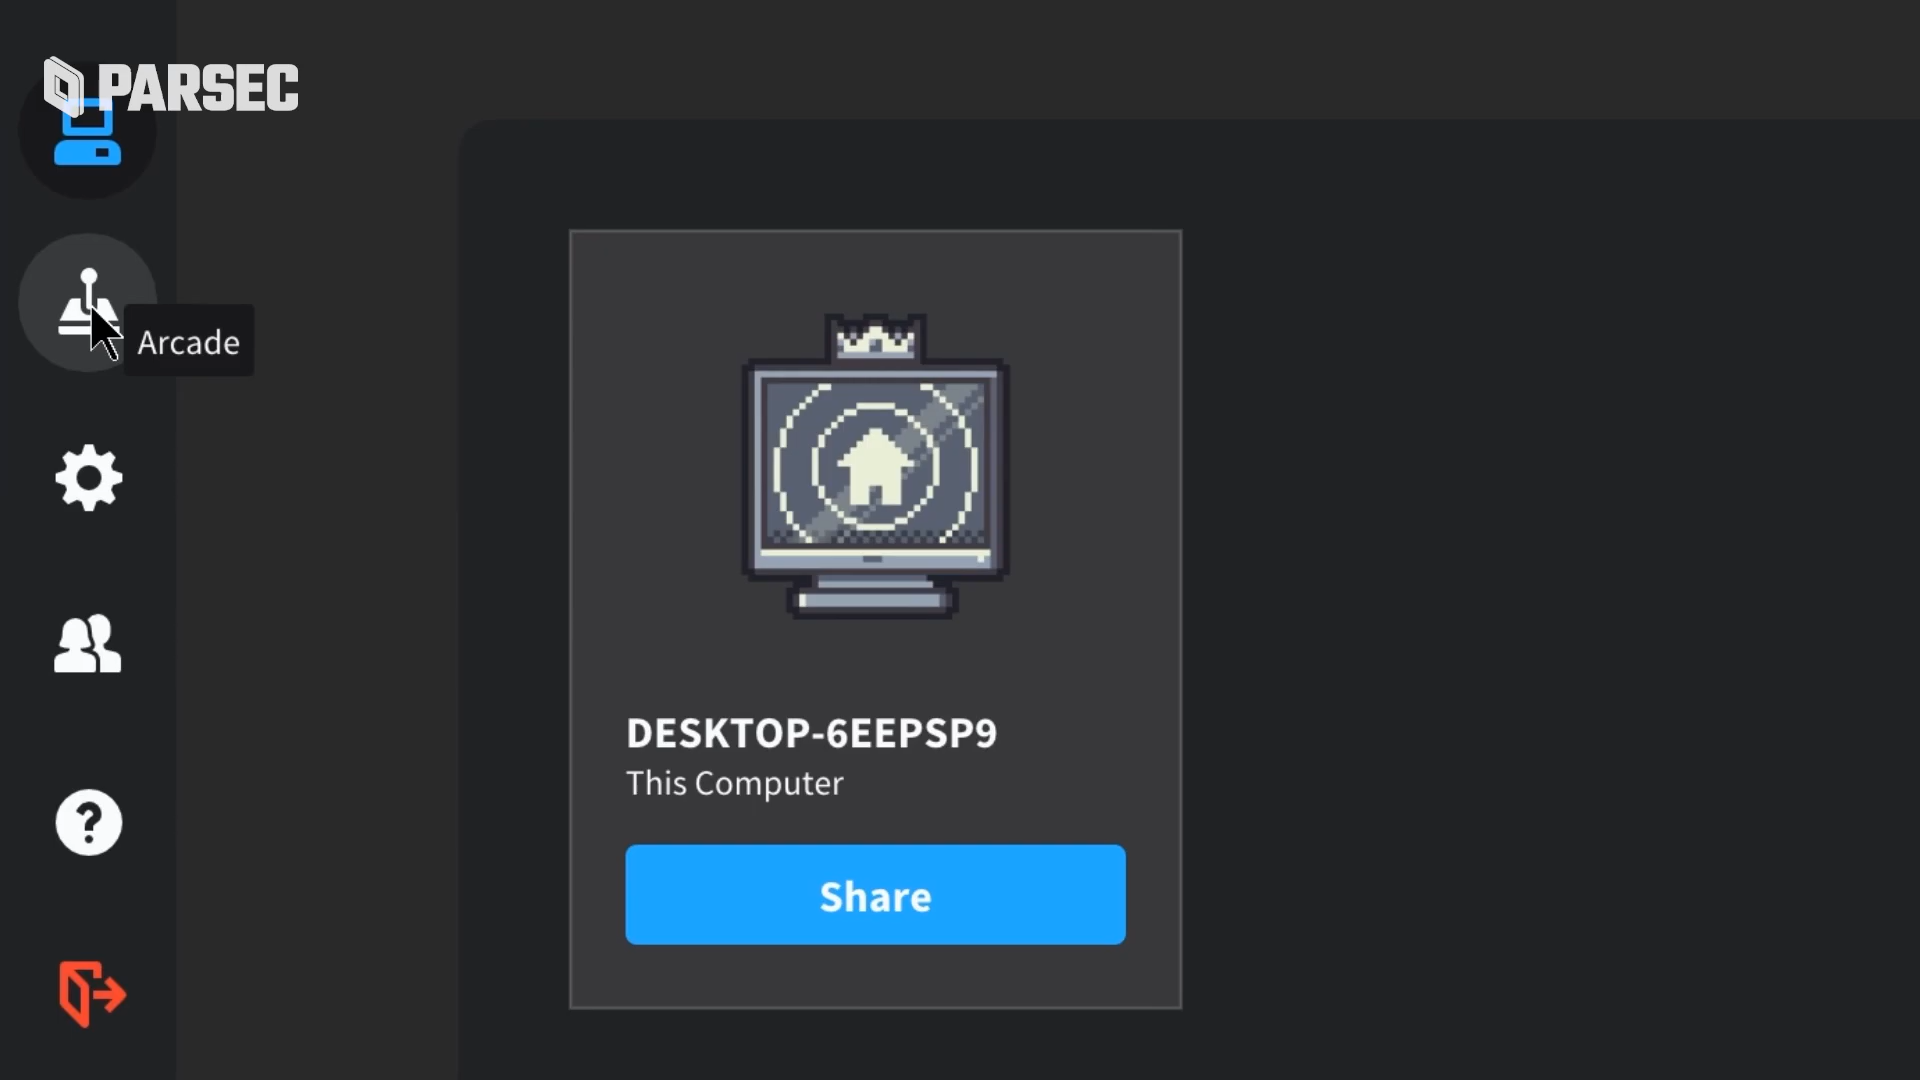 PARSEC
Arcade
DESKTOP-6EEPSP9
This Computer
Share